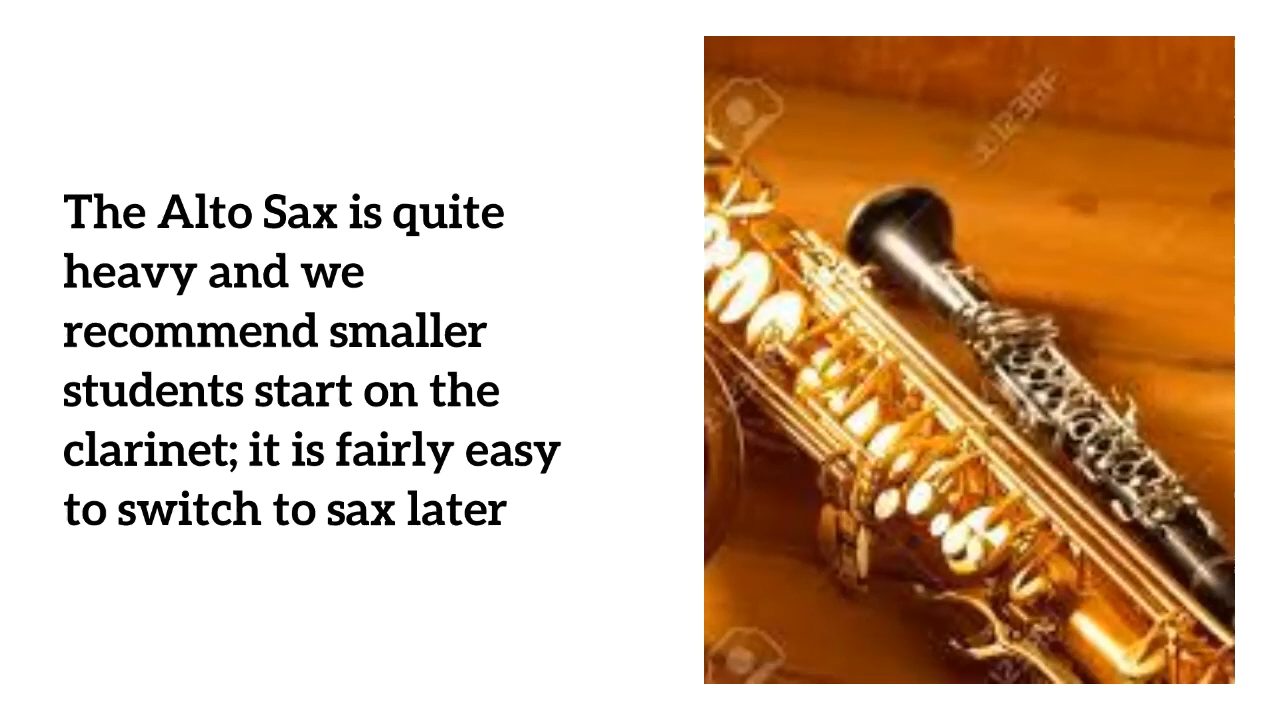 The Alto Sax is quite
heavy and we
recommend smaller
students start on the
clarinet; it is fairly easy
to switch to sax later
123RF